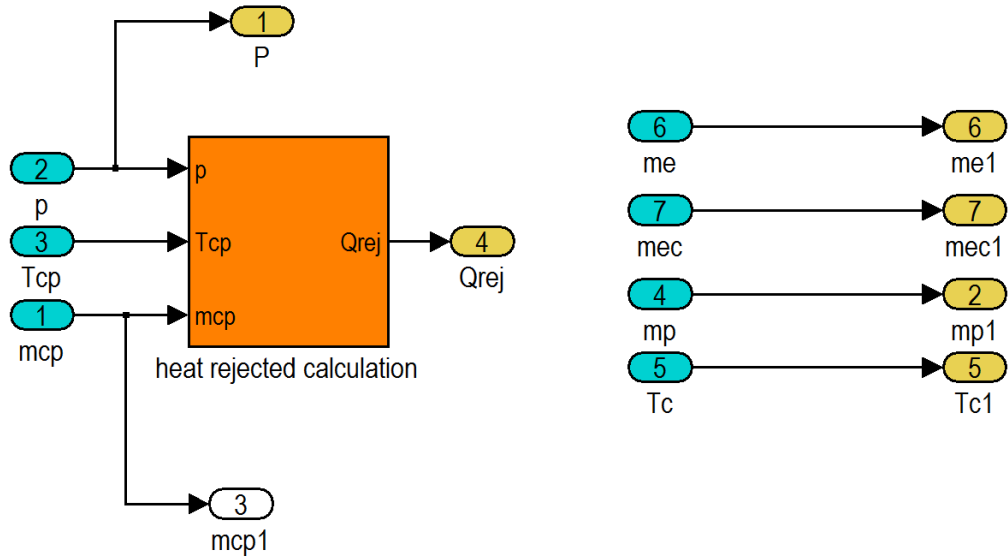 1
P
2
p
3
Tcp
1
mcp
p
Tcp
mcp
Qrej
heat rejected calculation
4
Qrej
3
mcp1
6
me
6
me1
7
mec
7
mec1
4
mp
2
mp1
5
Tc
5
Tc1